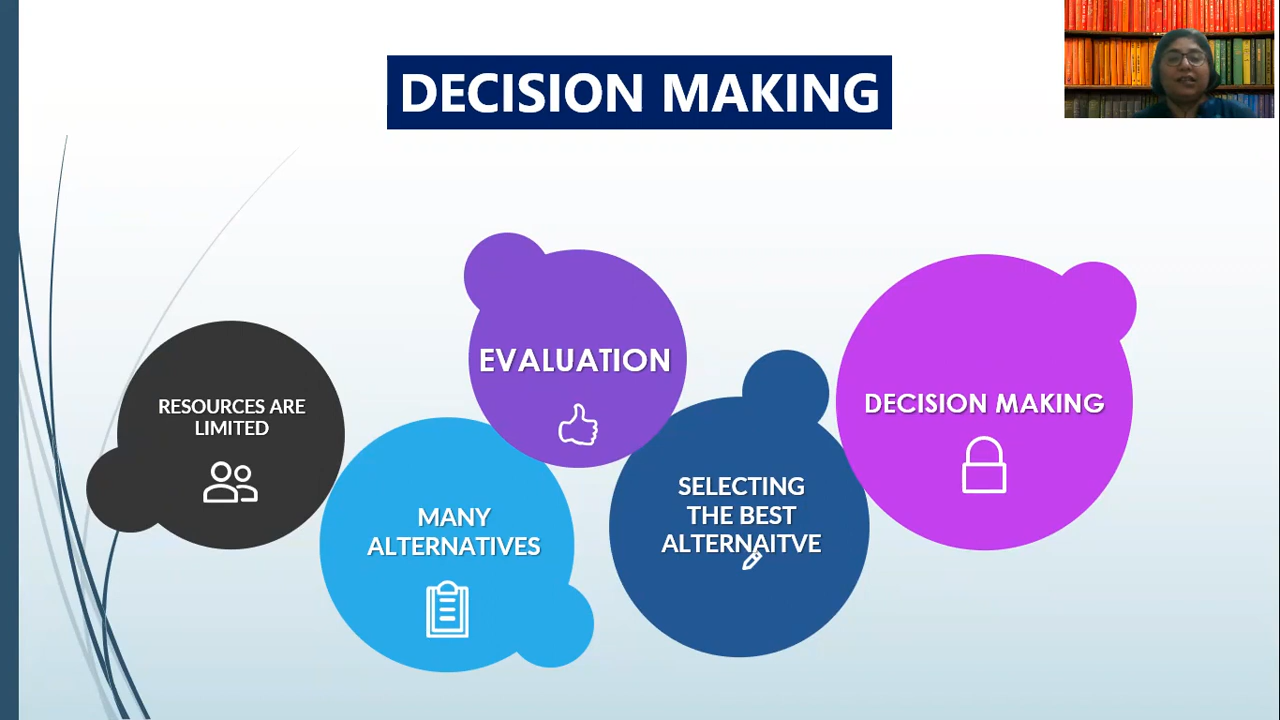 DECISION MAKING
RESOURCES ARE
LIMITED
MANY
ALTERNATIVES
EVALUATION
SELECTING
THE BEST
ALTERNAITVE
DECISION MAKING